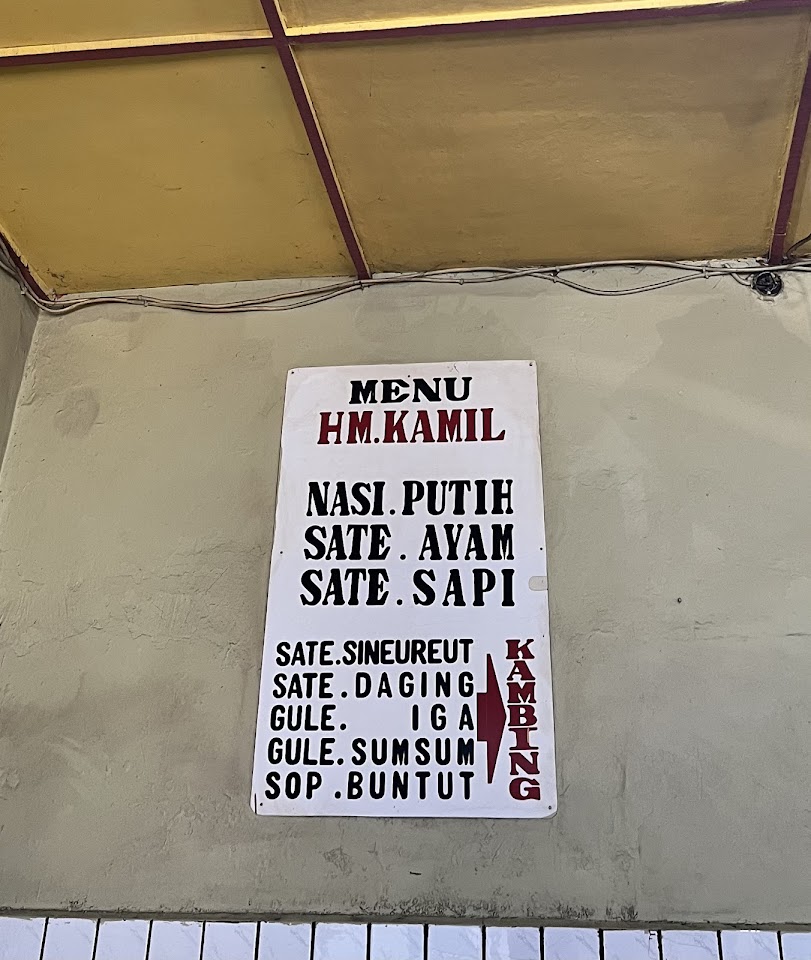 MENU
HM.KAMIL
NASI.PUTIH
SATE.AYAM
SATE.SAPI
SATE.SINEUREUT
SATE.DAGING
GULE. IGA
GULE.SUMSUM
SOP.BUNTUT
KAMBING